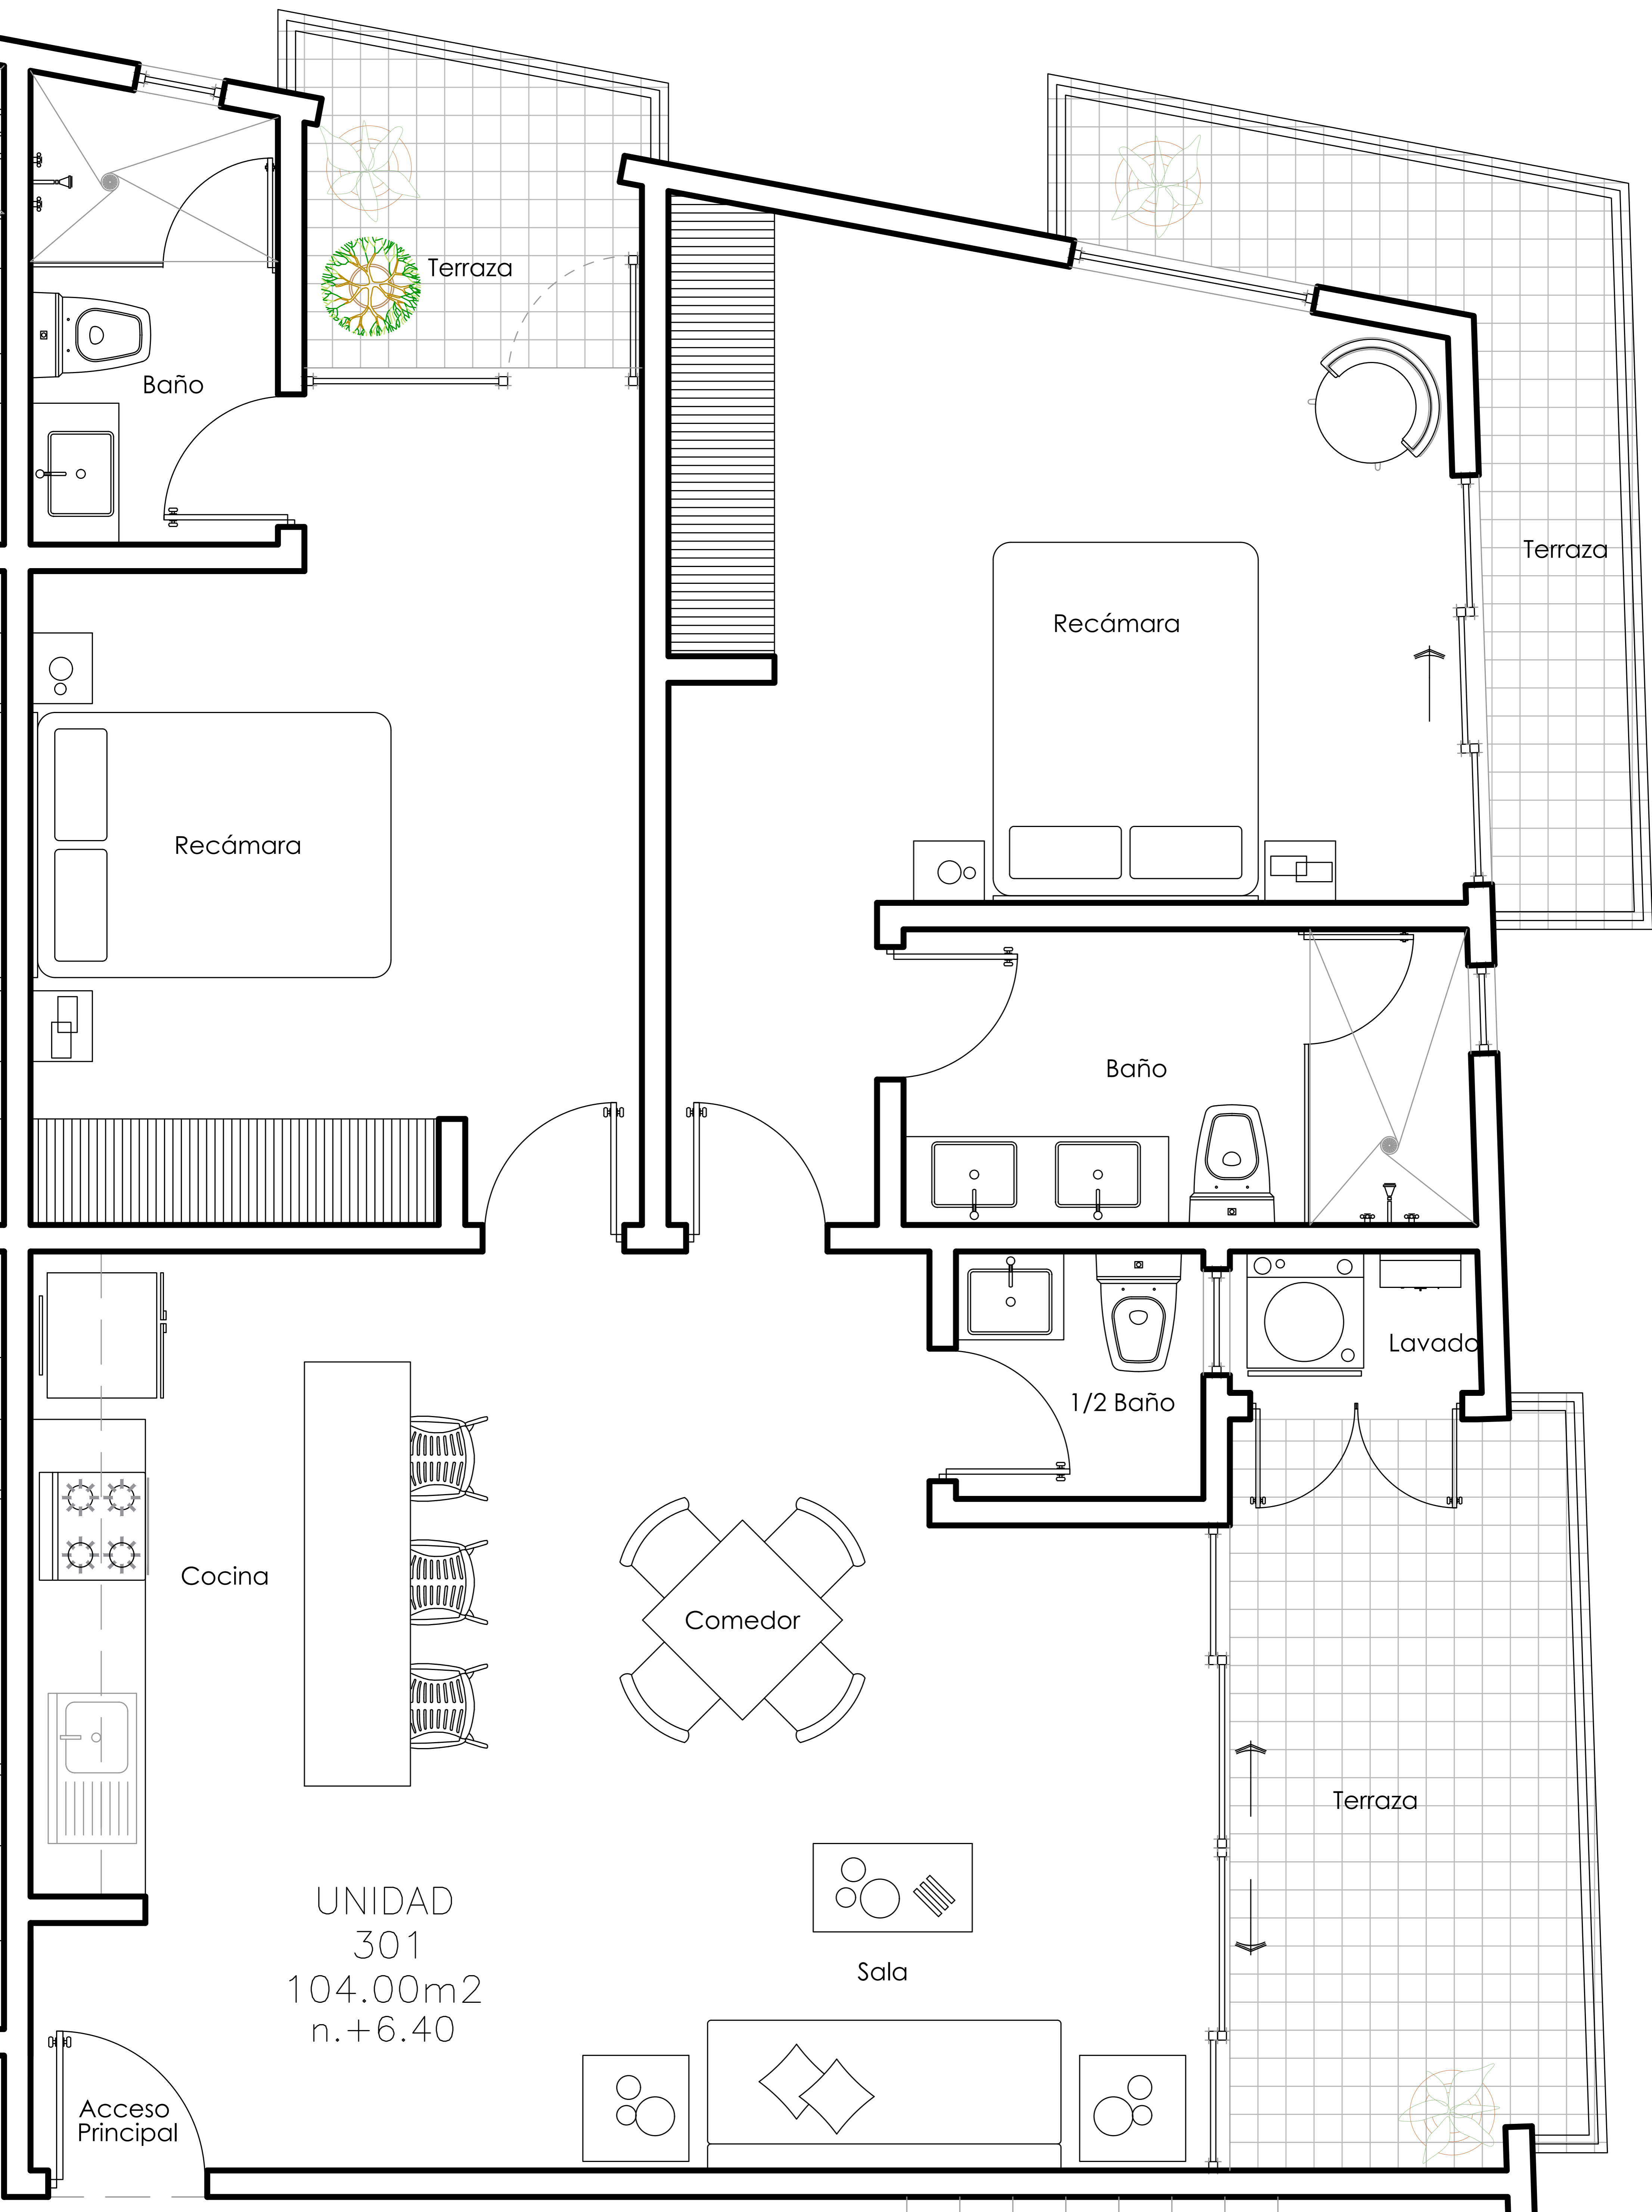 Terraza
Baño
Terraza
Recámara
Recámara
Baño
Lavado
1/2 Baño
Cocina
Comedor
Terraza
UNIDAD
301
104.00m2
n.+6.40
Sala
Acceso
Principal